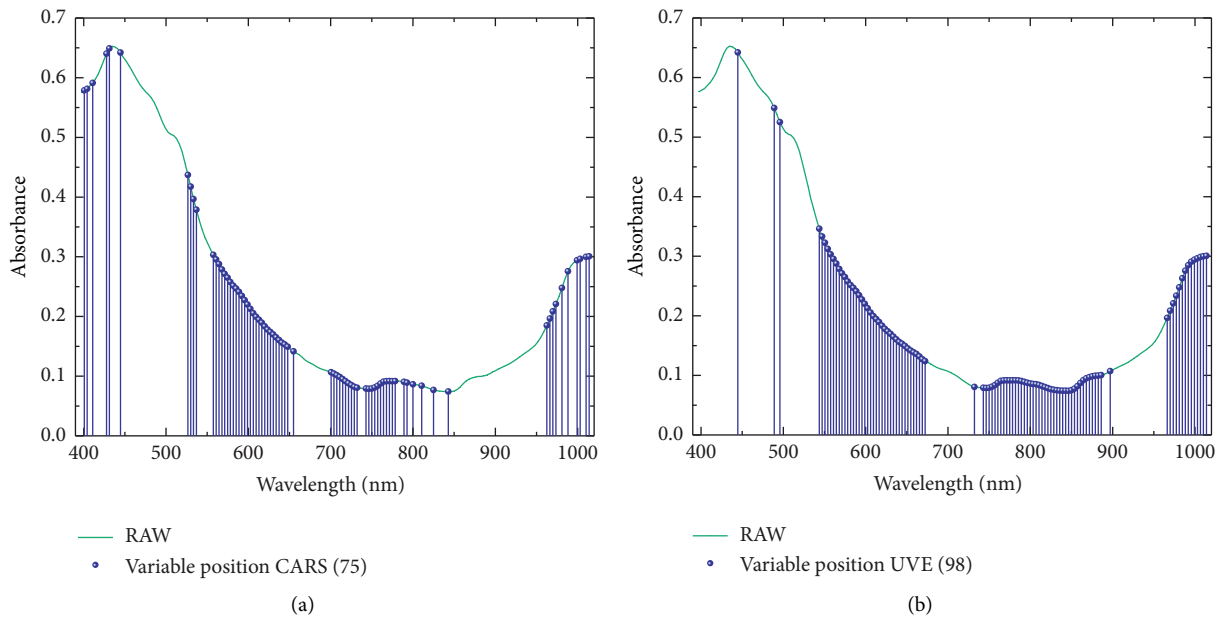 0.7
0.6
0.5
0.4
0.3
0.2
0.1
0.0
Absorbance
400 500 600 700 800 900 1000
Wavelength (nm)
RAW
Variable position CARS (75)
(a)
0.7
0.6
0.5
0.4
0.3
0.2
0.1
0.0
Absorbance
400 500 600 700 800 900 1000
Wavelength (nm)
RAW
Variable position UVE (98)
(b)